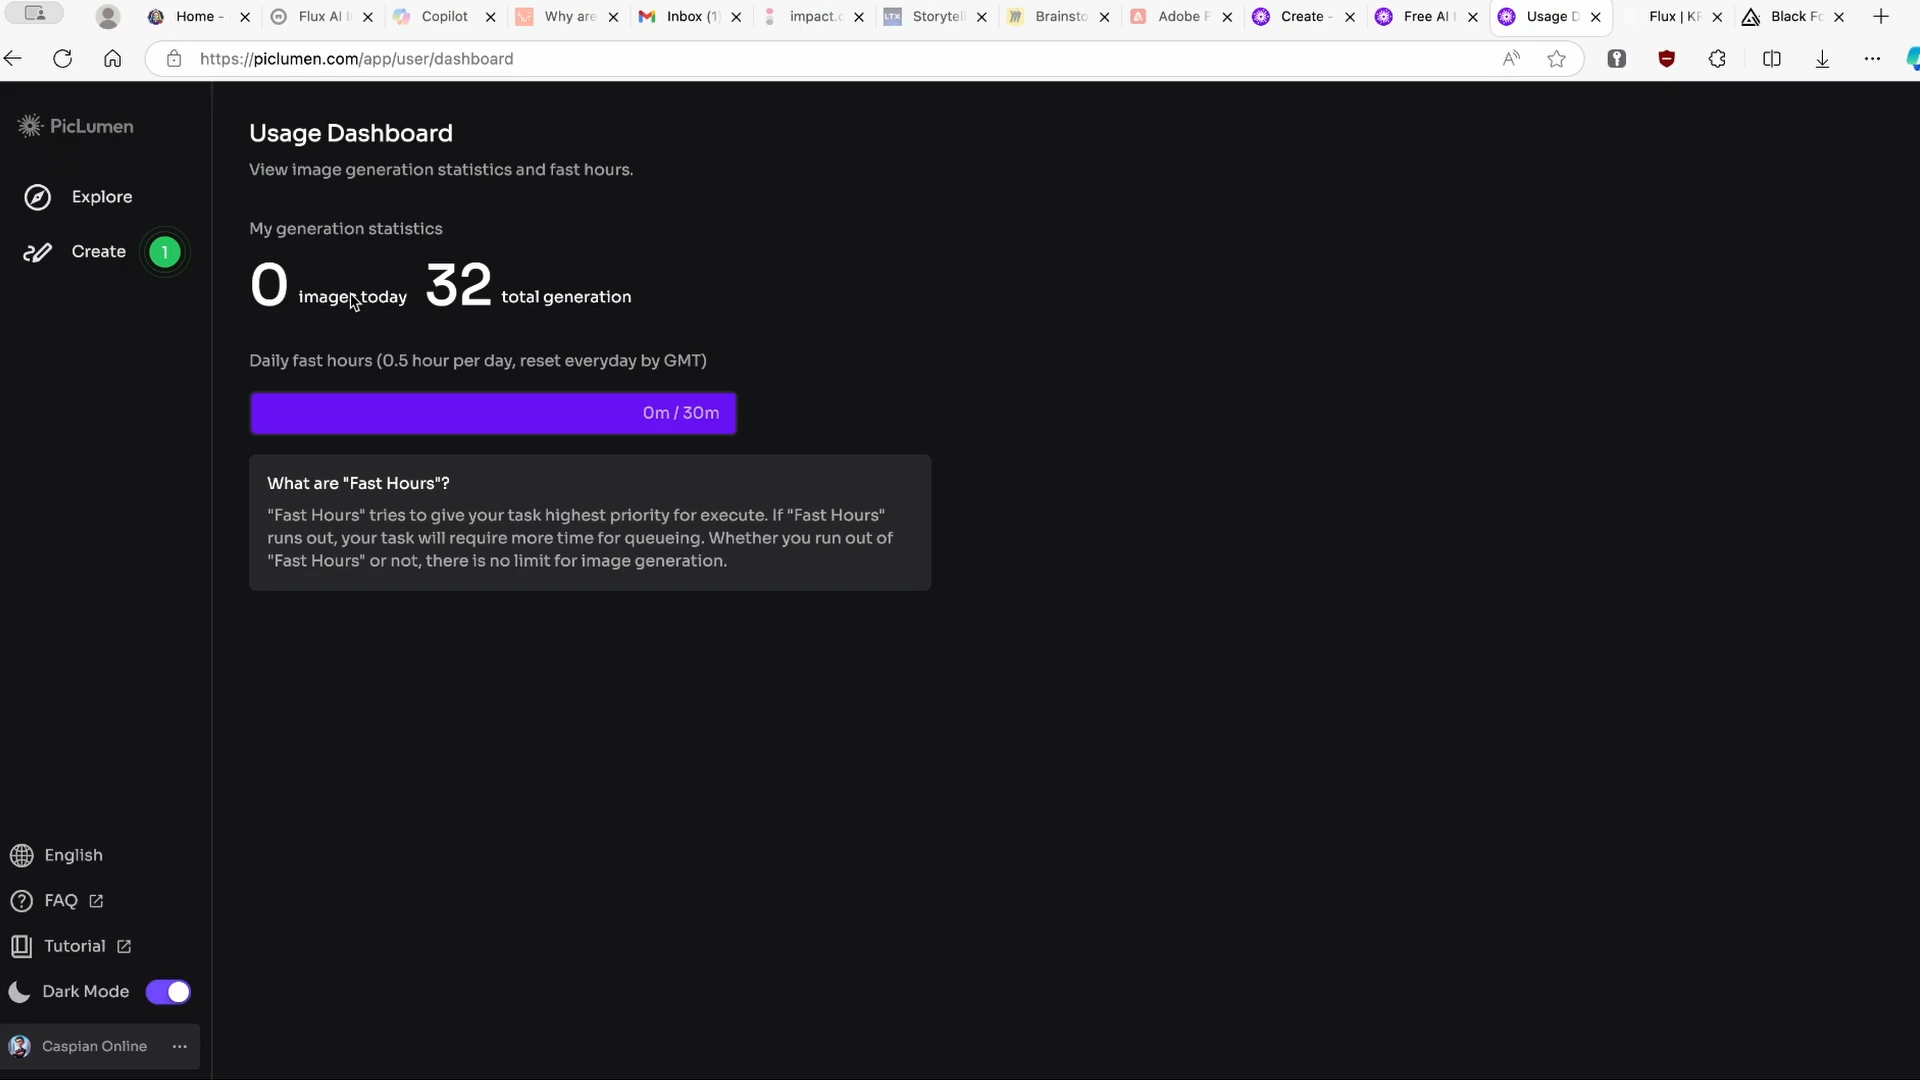 Home -
Flux AI I
Copilot
Why are
Inbox (1)
impact.c
Storytell
Brainsto
Adobe F
Create -
Free AI
Usage D
Flux | KR
Black Fo
https://piclumen.com/app/user/dashboard
PicLumen
Explore
Create 1
Usage Dashboard
View image generation statistics and fast hours.
My generation statistics
0 images today 32 total generation
Daily fast hours (0.5 hour per day, reset everyday by GMT)
0m / 30m
What are "Fast Hours"?
"Fast Hours" tries to give your task highest priority for execute. If "Fast Hours"
runs out, your task will require more time for queueing. Whether you run out of
"Fast Hours" or not, there is no limit for image generation.
English
FAQ
Tutorial
Dark Mode
Caspian Online